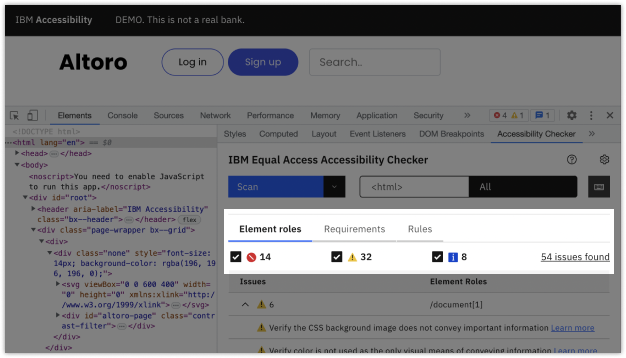 IBM Accessibility DEMO. This is not a real bank.
Altoro Log in Sign up Search..
Elements Console Sources Network Performance Memory Application Security » 4 1 1
<!DOCTYPE html>
<html lang="en"> == $0
<head> </head>
<body>
<noscript>You need to enable JavaScript
to run this app.</noscript>
<div id="root">
<header aria-label="IBM Accessibility"
class="bx--header"> </header> flex
<div class="page-wrapper bx--grid">
<div>
<div class="none" style="font-size:
14px; background-color: rgba(196, 19
6, 196, 0);">
<svg viewBox="0 0 600 400" width=
"0" height="0" xmlns:xlink="http:/
/www.w3.org/1999/xlink"> </svg>
<div id="altoro-page" class="contr
ast-filter"> </div>
</div>
</div>
Styles Computed Layout Event Listeners DOM Breakpoints Accessibility Checker »
IBM Equal Access Accessibility Checker
Scan <html> All
Element roles Requirements Rules
14 32 8 54 issues found
Issues Element Roles
6 /document[1]
Verify the CSS background image does not convey important information Learn more
Verify color is not used as the only visual means of conveying information Learn more